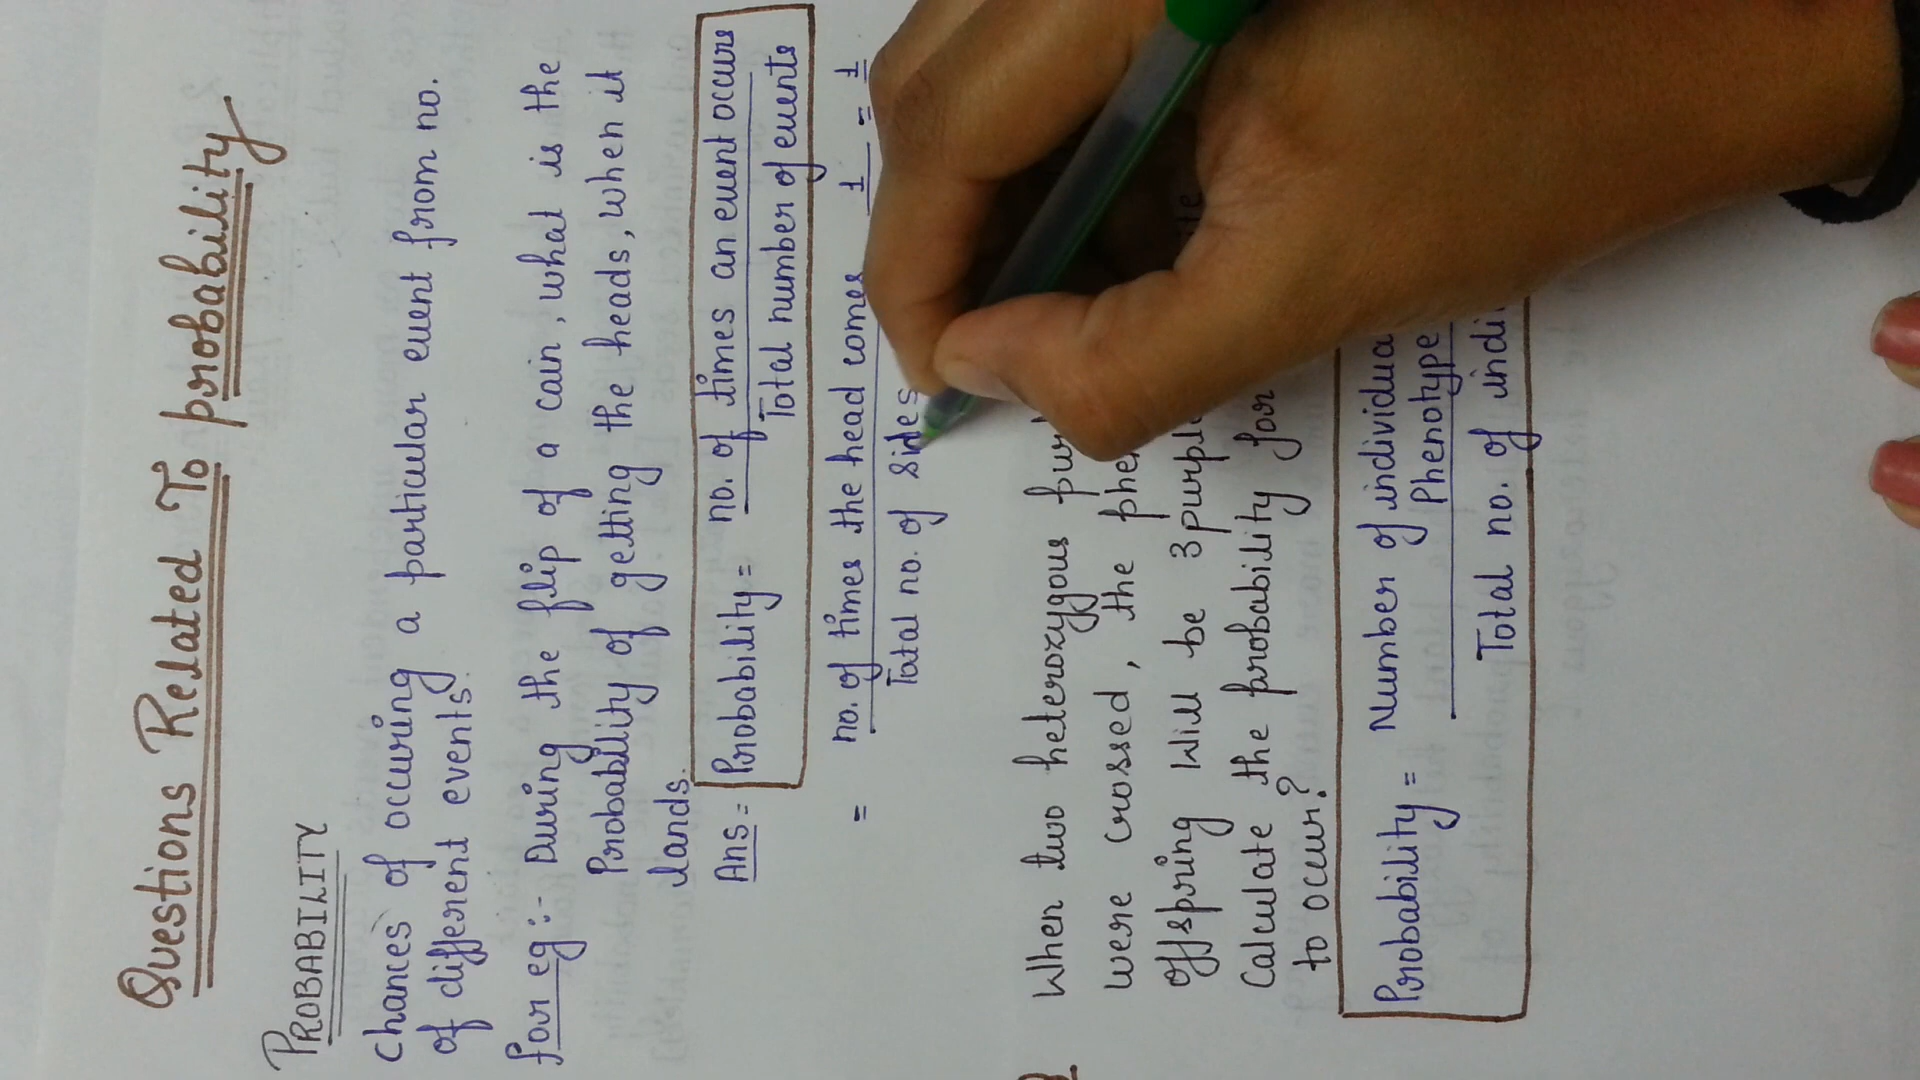 Questions Related To probability
PROBABILITY
Chances of occuring a particular event from no.
of different events.
for eg:- During the flip of a cain, what is the
Probability of getting the heads, when it
lands.
Ans = Probability = no. of times an event occurs
Total number of events
= no. of times the head comes 1 = 1
Total no. of sides
When two heterozygous
were crossed, the
offspring will be 3 purple
Calculate the probability for
to occur?
Probability = Number of
Phenotype
Total no. of